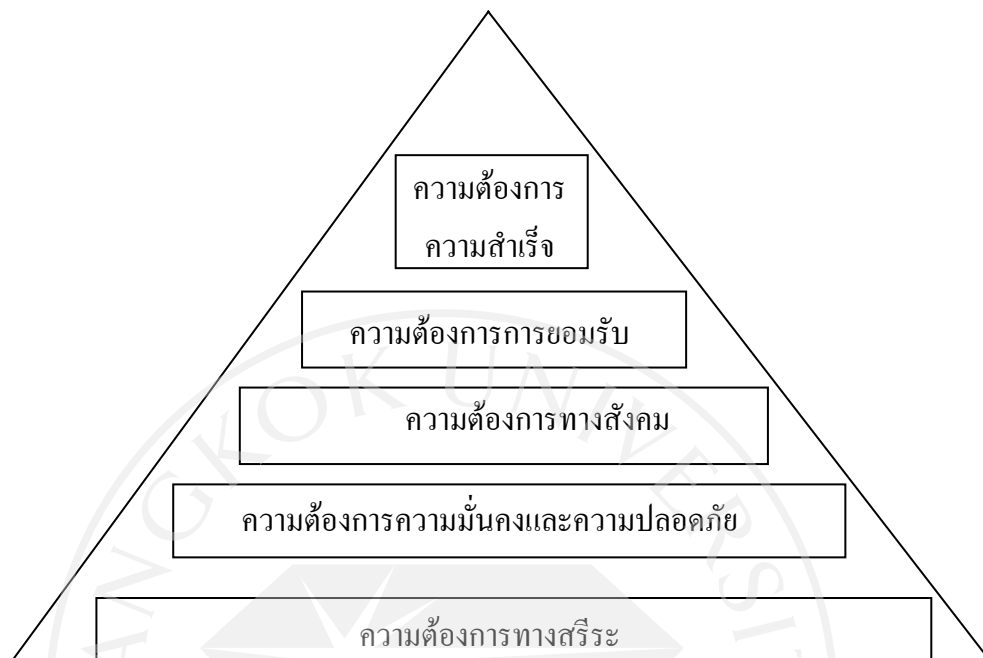 ความต้องการ
ความสำเร็จ
ความต้องการการยอมรับ
ความต้องการทางสังคม
ความต้องการความมั่นคงและความปลอดภัย
ความต้องการทางสรีระ